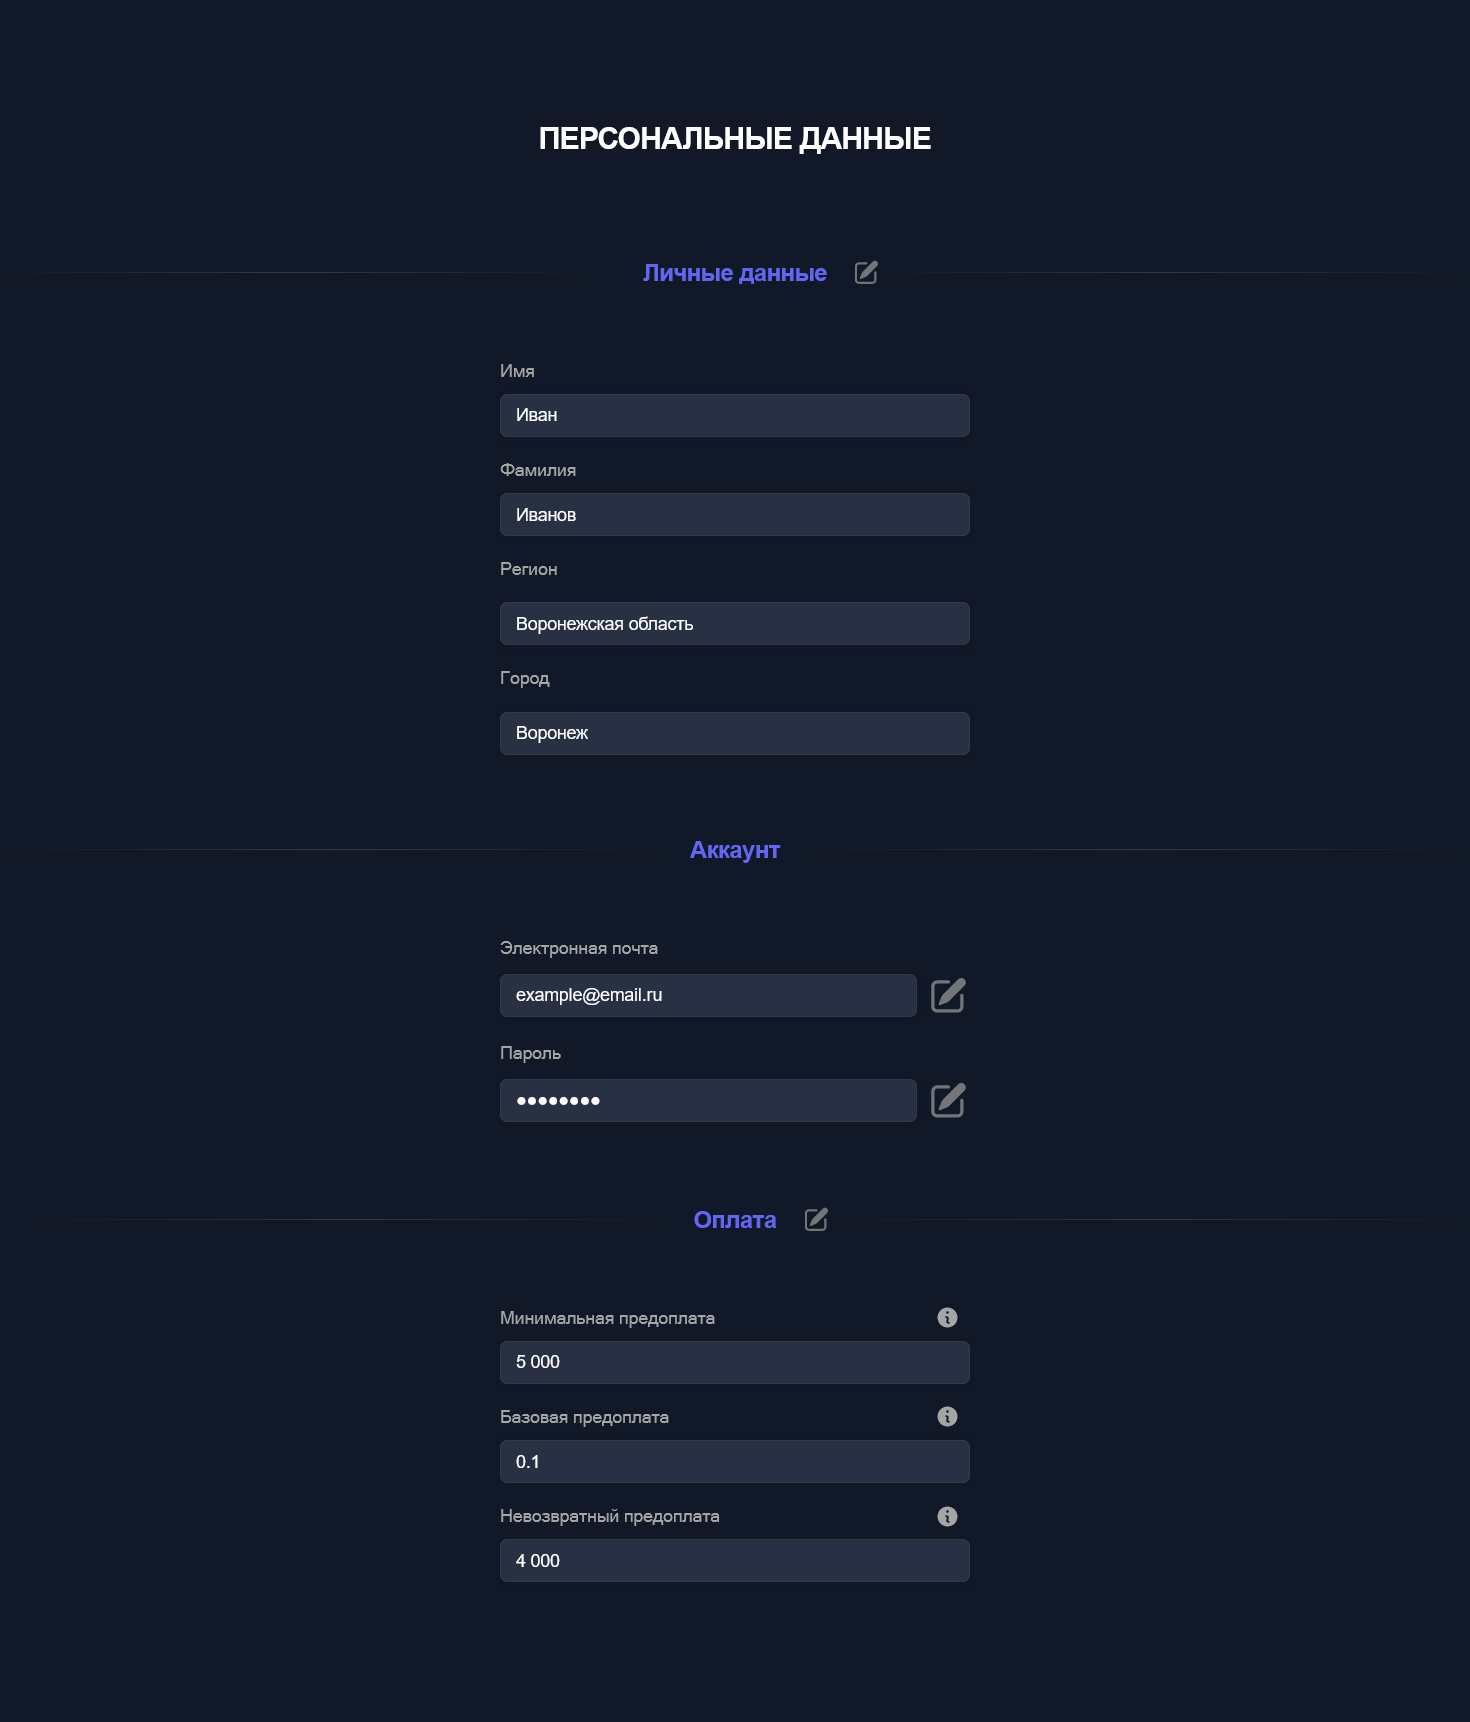 ПЕРСОНАЛЬНЫЕ ДАННЫЕ
Личные данные
Имя
Иван
Фамилия
Иванов
Регион
Воронежская область
Город
Воронеж
Аккаунт
Электронная почта
example@email.ru
Пароль
••••••••
Оплата
Минимальная предоплата
5 000
Базовая предоплата
0.1
Невозвратный предоплата
4 000